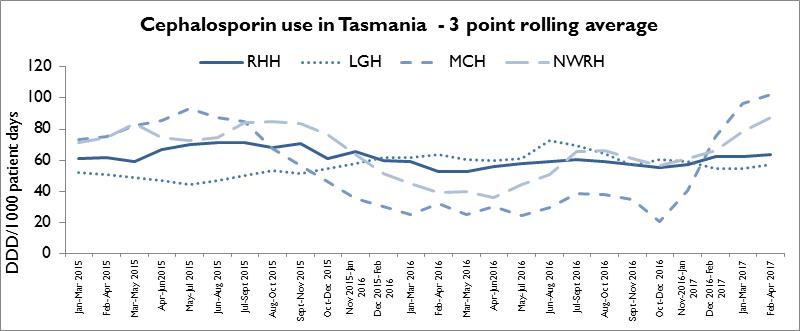 Cephalosporin use in Tasmania - 3 point rolling average
RHH LGH MCH NWRH
DDD/1000 patient days
120
100
80
60
40
20
0
Jan-Mar 2015
Feb-Apr 2015
Mar-May 2015
Apr-Jun 2015
May-Jul 2015
Jun-Aug 2015
Jul-Sept 2015
Aug-Oct 2015
Sept-Nov 2015
Oct-Dec 2015
Nov 2015-Jan
2016
Dec 2015-Feb
2016
Jan-Mar 2016
Feb-Apr 2016
Mar-May 2016
Apr-Jun 2016
May-Jul 2016
Jun-Aug 2016
Jul-Sep 2016
Aug-Oct 2016
Sep-Nov 2016
Oct-Dec 2016
Nov-2016-Jan
2017
Dec 2016-Feb
2017
Jan-Mar 2017
Feb-Apr 2017